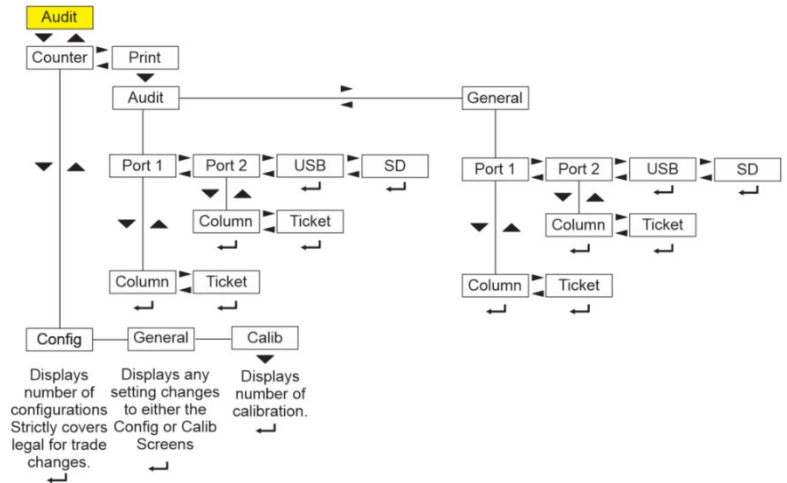 Audit
Counter
Print
Audit
General
Port 1
Port 2
USB
SD
Port 1
Port 2
USB
SD
Column
Ticket
Column
Ticket
Column
Ticket
Column
Ticket
Config
General
Calib
Displays
number of
configurations
Strictly covers
legal for trade
changes.
Displays any
setting changes
to either the
Config or Calib
Screens
Displays
number of
calibration.